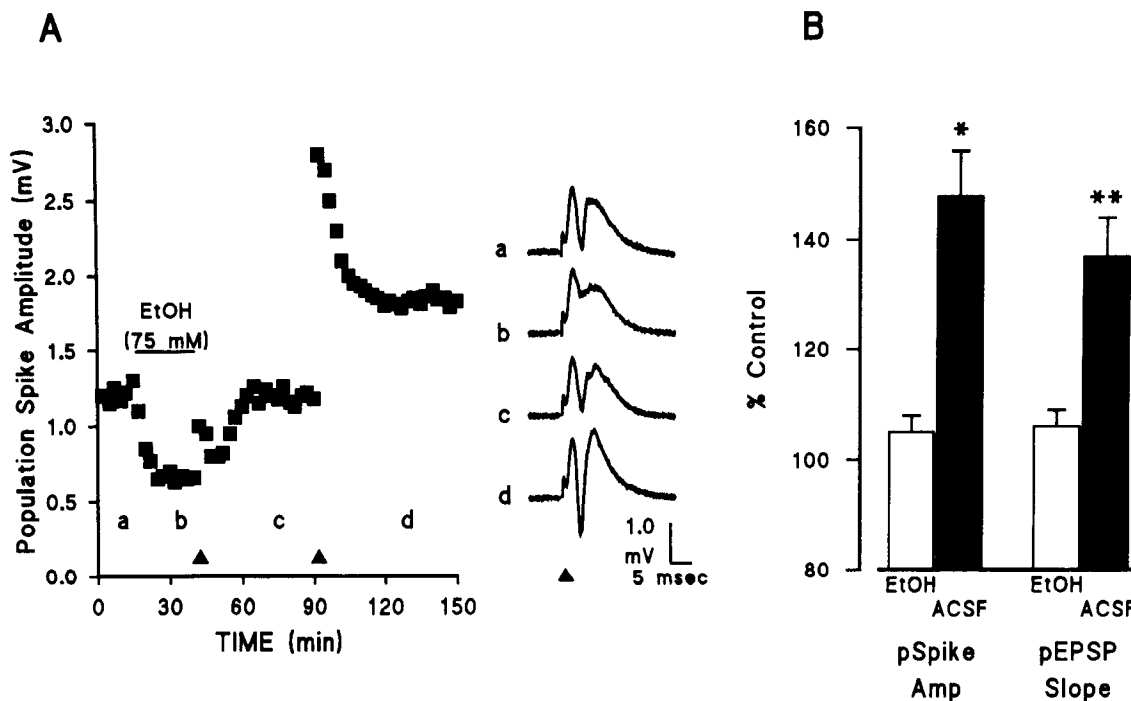 A
B
Population Spike Amplitude (mV)
3.0
2.5
2.0
1.5
1.0
0.5
0.0
EtOH
(75 mM)
a b c d
0 30 60 90 120 150
TIME (min)
a
b
c
d
1.0
mV
5 msec
% Control
160
140
120
100
80
*
**
EtOH
ACSF
EtOH
ACSF
pSpike
Amp
pEPSP
Slope